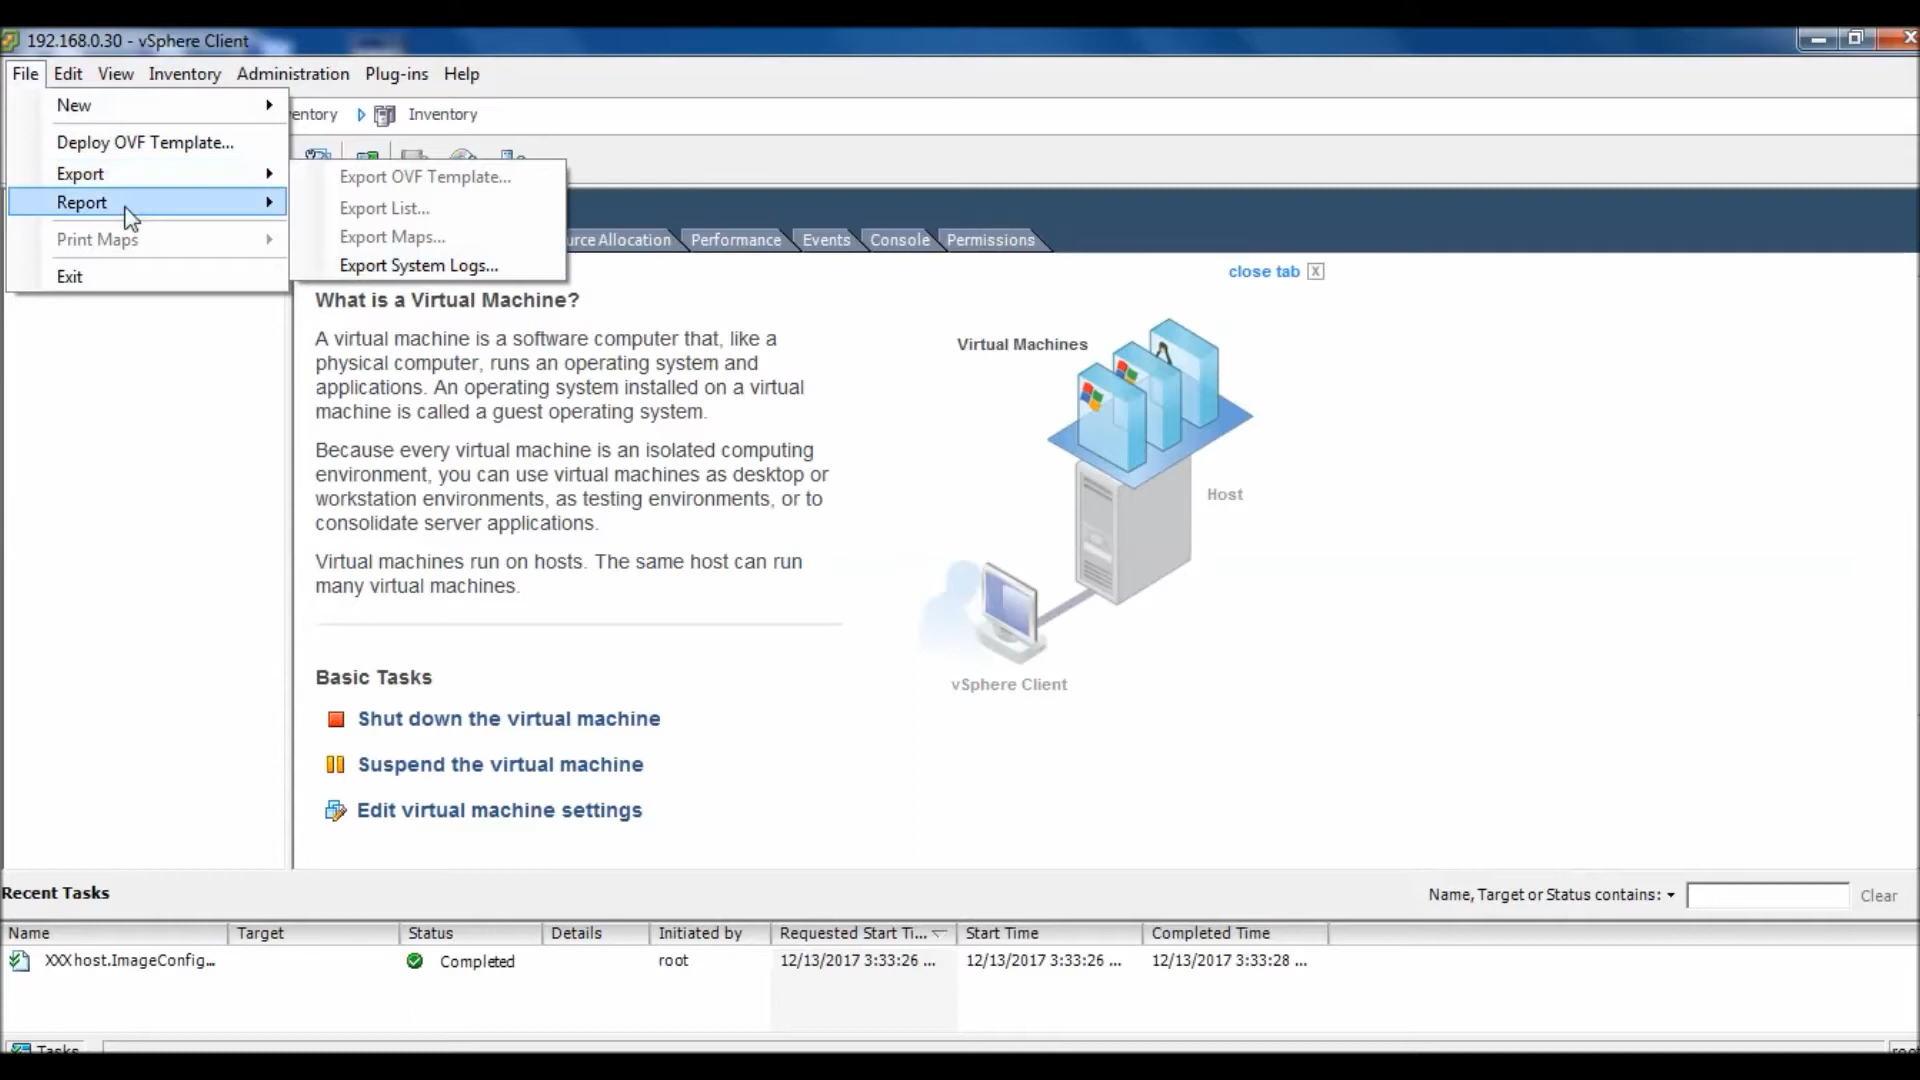 192.168.0.30 - vSphere Client
File Edit View Inventory Administration Plug-ins Help
New
entory Inventory
Deploy OVF Template...
Export
Export OVF Template...
Report
Export List...
Export Maps...
Print Maps
urce Allocation Performance Events Console Permissions
Export System Logs...
Exit
close tab X
What is a Virtual Machine?
A virtual machine is a software computer that, like a
physical computer, runs an operating system and
applications. An operating system installed on a virtual
machine is called a guest operating system.
Because every virtual machine is an isolated computing
environment, you can use virtual machines as desktop or
workstation environments, as testing environments, or to
consolidate server applications.
Virtual machines run on hosts. The same host can run
many virtual machines.
Virtual Machines
Host
vSphere Client
Basic Tasks
Shut down the virtual machine
Suspend the virtual machine
Edit virtual machine settings
Recent Tasks
Name, Target or Status contains: Clear
Name Target Status Details Initiated by Requested Start Ti... Start Time Completed Time
XXXhost.ImageConfig... Completed root 12/13/2017 3:33:26 ... 12/13/2017 3:33:26 ... 12/13/2017 3:33:28 ...
Tasks
root